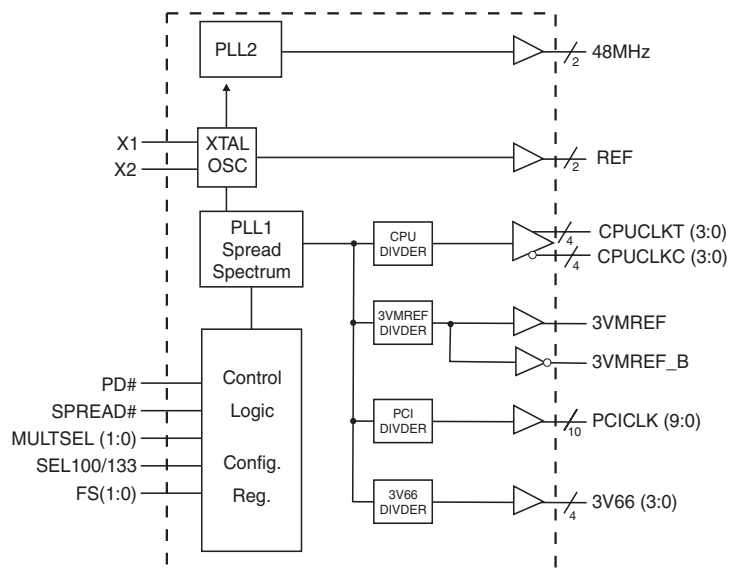 PLL2
48MHz
2
X1
X2
XTAL
OSC
REF
2
PLL1
Spread
Spectrum
CPU
DIVDER
CPUCLKT (3:0)
4
CPUCLKC (3:0)
4
3VMREF
DIVDER
3VMREF
3VMREF_B
PD#
SPREAD#
MULTSEL (1:0)
SEL100/133
FS(1:0)
Control
Logic
Config.
Reg.
PCI
DIVDER
PCICLK (9:0)
10
3V66
DIVDER
3V66 (3:0)
4